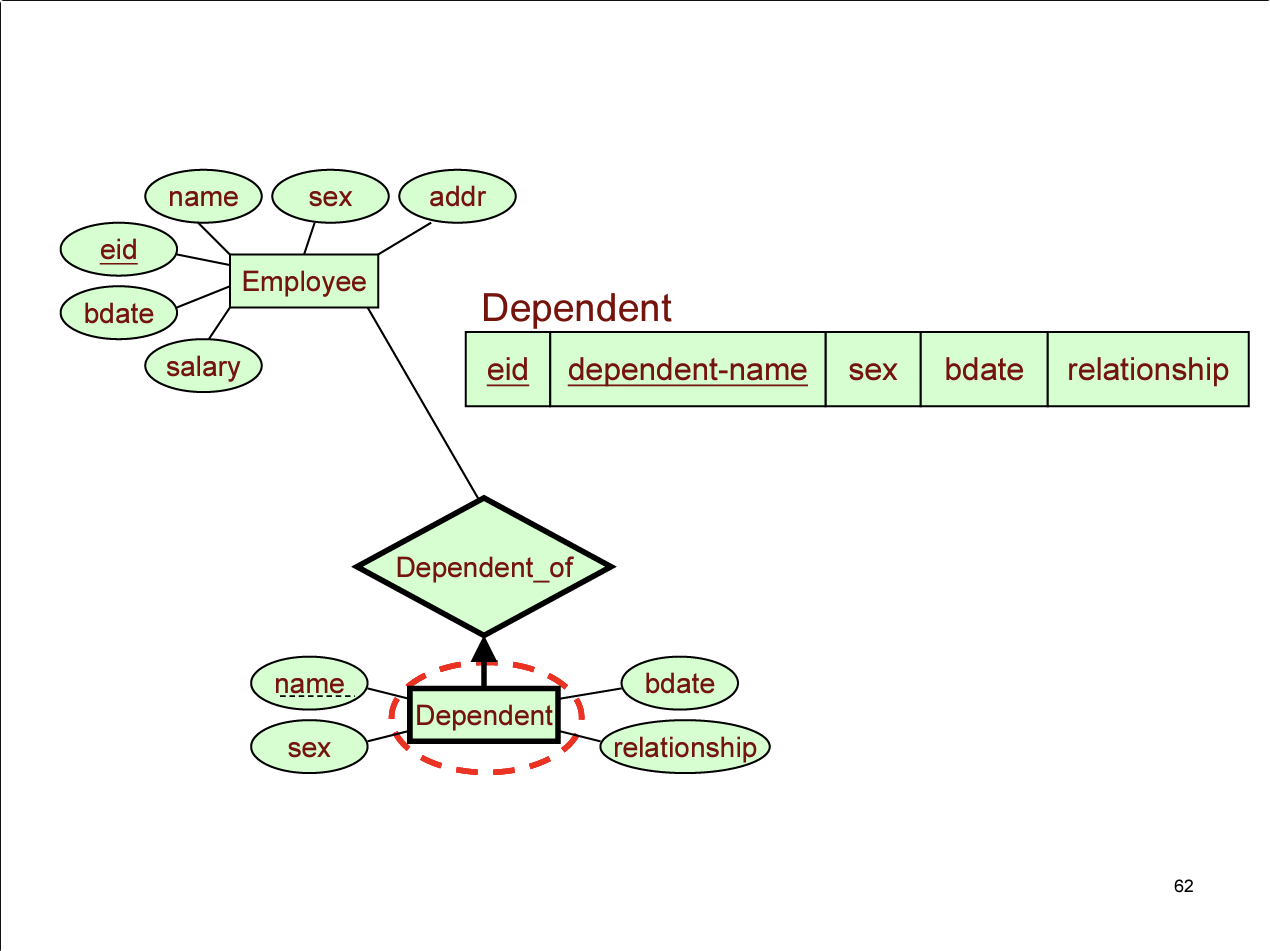 name sex addr
eid
Employee
bdate
salary
Dependent
eid dependent-name sex bdate relationship
Dependent_of
name bdate
Dependent
sex relationship
62